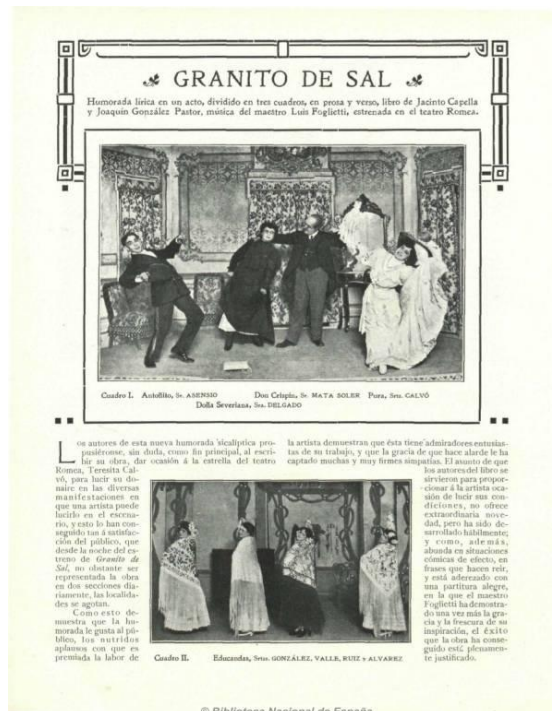 GRANITO DE SAL
Humorada lírica en un acto, dividido en tres cuadros, en prosa y verso, libro de Jacinto Capella
y Joaquín González Pastor, música del maestro Luis Foglietti, estrenada en el teatro Romea.
Cuadro I. Antoñito, Sr. ASENSIO Don Crispín, Sr. MATA SOLER Pura, Srta. CALVÓ
Doña Severiana, Sra. DELGADO
Los autores de esta nueva humorada sicalíptica pro-
pusiéronse, sin duda, como fin principal, al escri-
bir su obra, dar ocasión á la estrella del teatro
Romea, Teresita Cal-
vó, para lucir su do-
naire en las diversas
manifestaciones en
que una artista puede
lucirlo en el escena-
rio, y esto lo han con-
seguido tan á satisfac-
ción del público, que
desde la noche del es-
treno de Granito de
Sal, no obstante ser
representada la obra
en dos secciones dia-
riamente, las localida-
des se agotan.
Como esto de-
muestra que la hu-
morada le gusta al pú-
blico, los nutridos
aplausos con que es
premiada la labor de
la artista demuestran que ésta tiene admiradores entusias-
tas de su trabajo, y que la gracia de que hace alarde le ha
captado muchas y muy firmes simpatías. El asunto de que
los autores del libro se
sirvieron para propor-
cionar á la artista oca-
sión de lucir sus con-
diciones, no ofrece
extraordinaria nove-
dad, pero ha sido de-
sarrollado hábilmente;
y como, además,
abunda en situaciones
cómicas de efecto, en
frases que hacen reir,
y está aderezado con
una partitura alegre,
en la que el maestro
Foglietti ha demostra-
do una vez más la gra-
cia y la frescura de su
inspiración, el éxito
que la obra ha conse-
guido está plenamen-
te justificado.
Cuadro II. Educandas, Srtas. GONZÁLEZ, VALLE, RUIZ y ALVAREZ
© Biblioteca Nacional de España